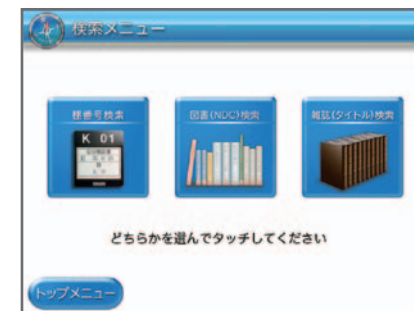 検索メニュー
棚番号検索
図書(NDC)検索
雑誌(タイトル)検索
K 01
どちらかを選んでタッチしてください
トップメニュー